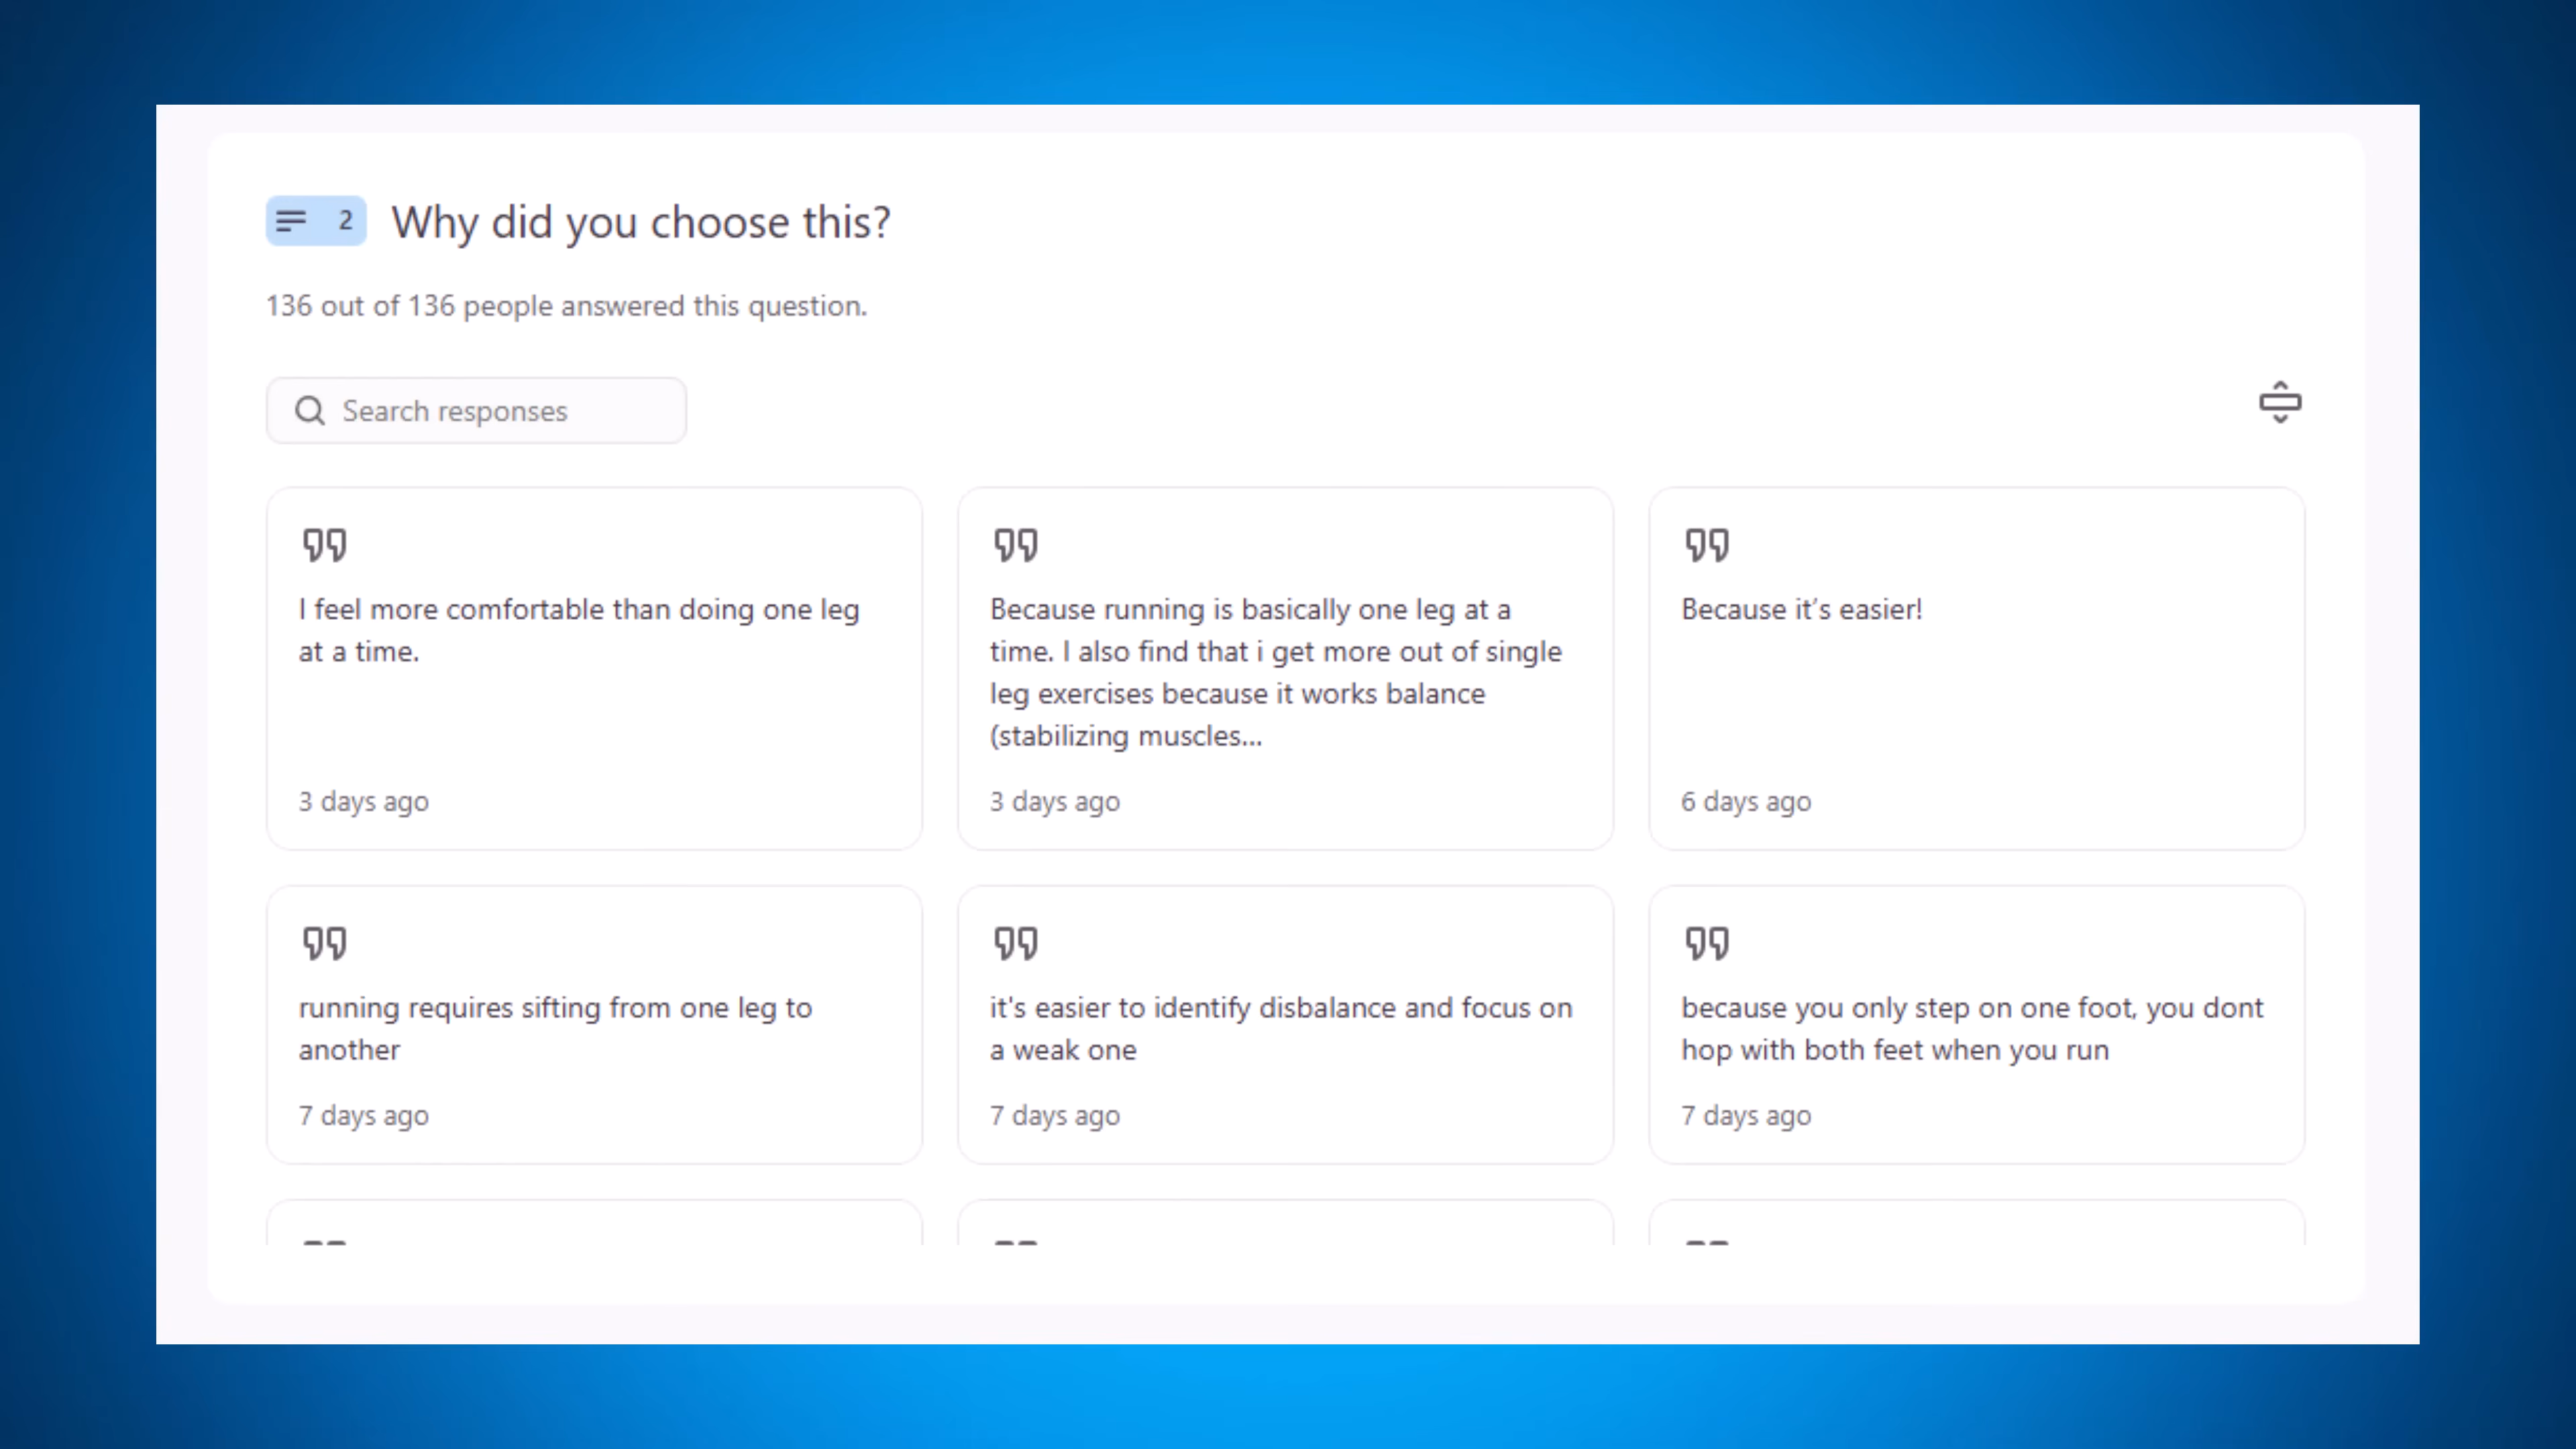 2 Why did you choose this?
136 out of 136 people answered this question.
Search responses
I feel more comfortable than doing one leg
at a time.
3 days ago
Because running is basically one leg at a
time. I also find that i get more out of single
leg exercises because it works balance
(stabilizing muscles...
3 days ago
Because it's easier!
6 days ago
running requires sifting from one leg to
another
7 days ago
it's easier to identify disbalance and focus on
a weak one
7 days ago
because you only step on one foot, you dont
hop with both feet when you run
7 days ago